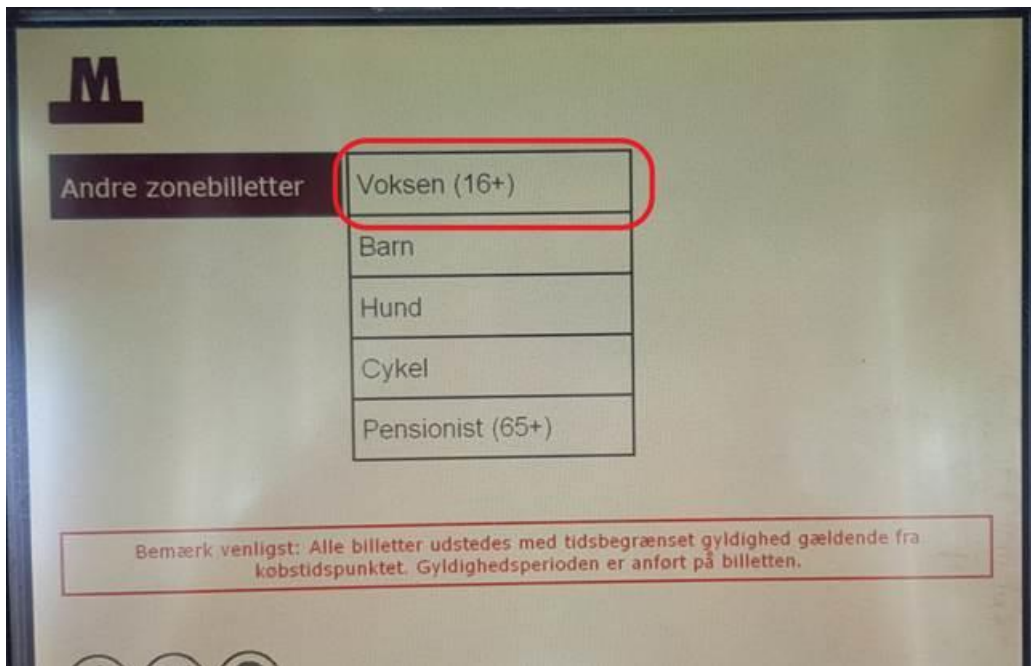 M
Andre zonebilletter
Voksen (16+)
Barn
Hund
Cykel
Pensionist (65+)
Bemærk venligst: Alle billetter udstedes med tidsbegrænset gyldighed gældende fra
købstidspunktet. Gyldighedsperioden er anført på billetten.